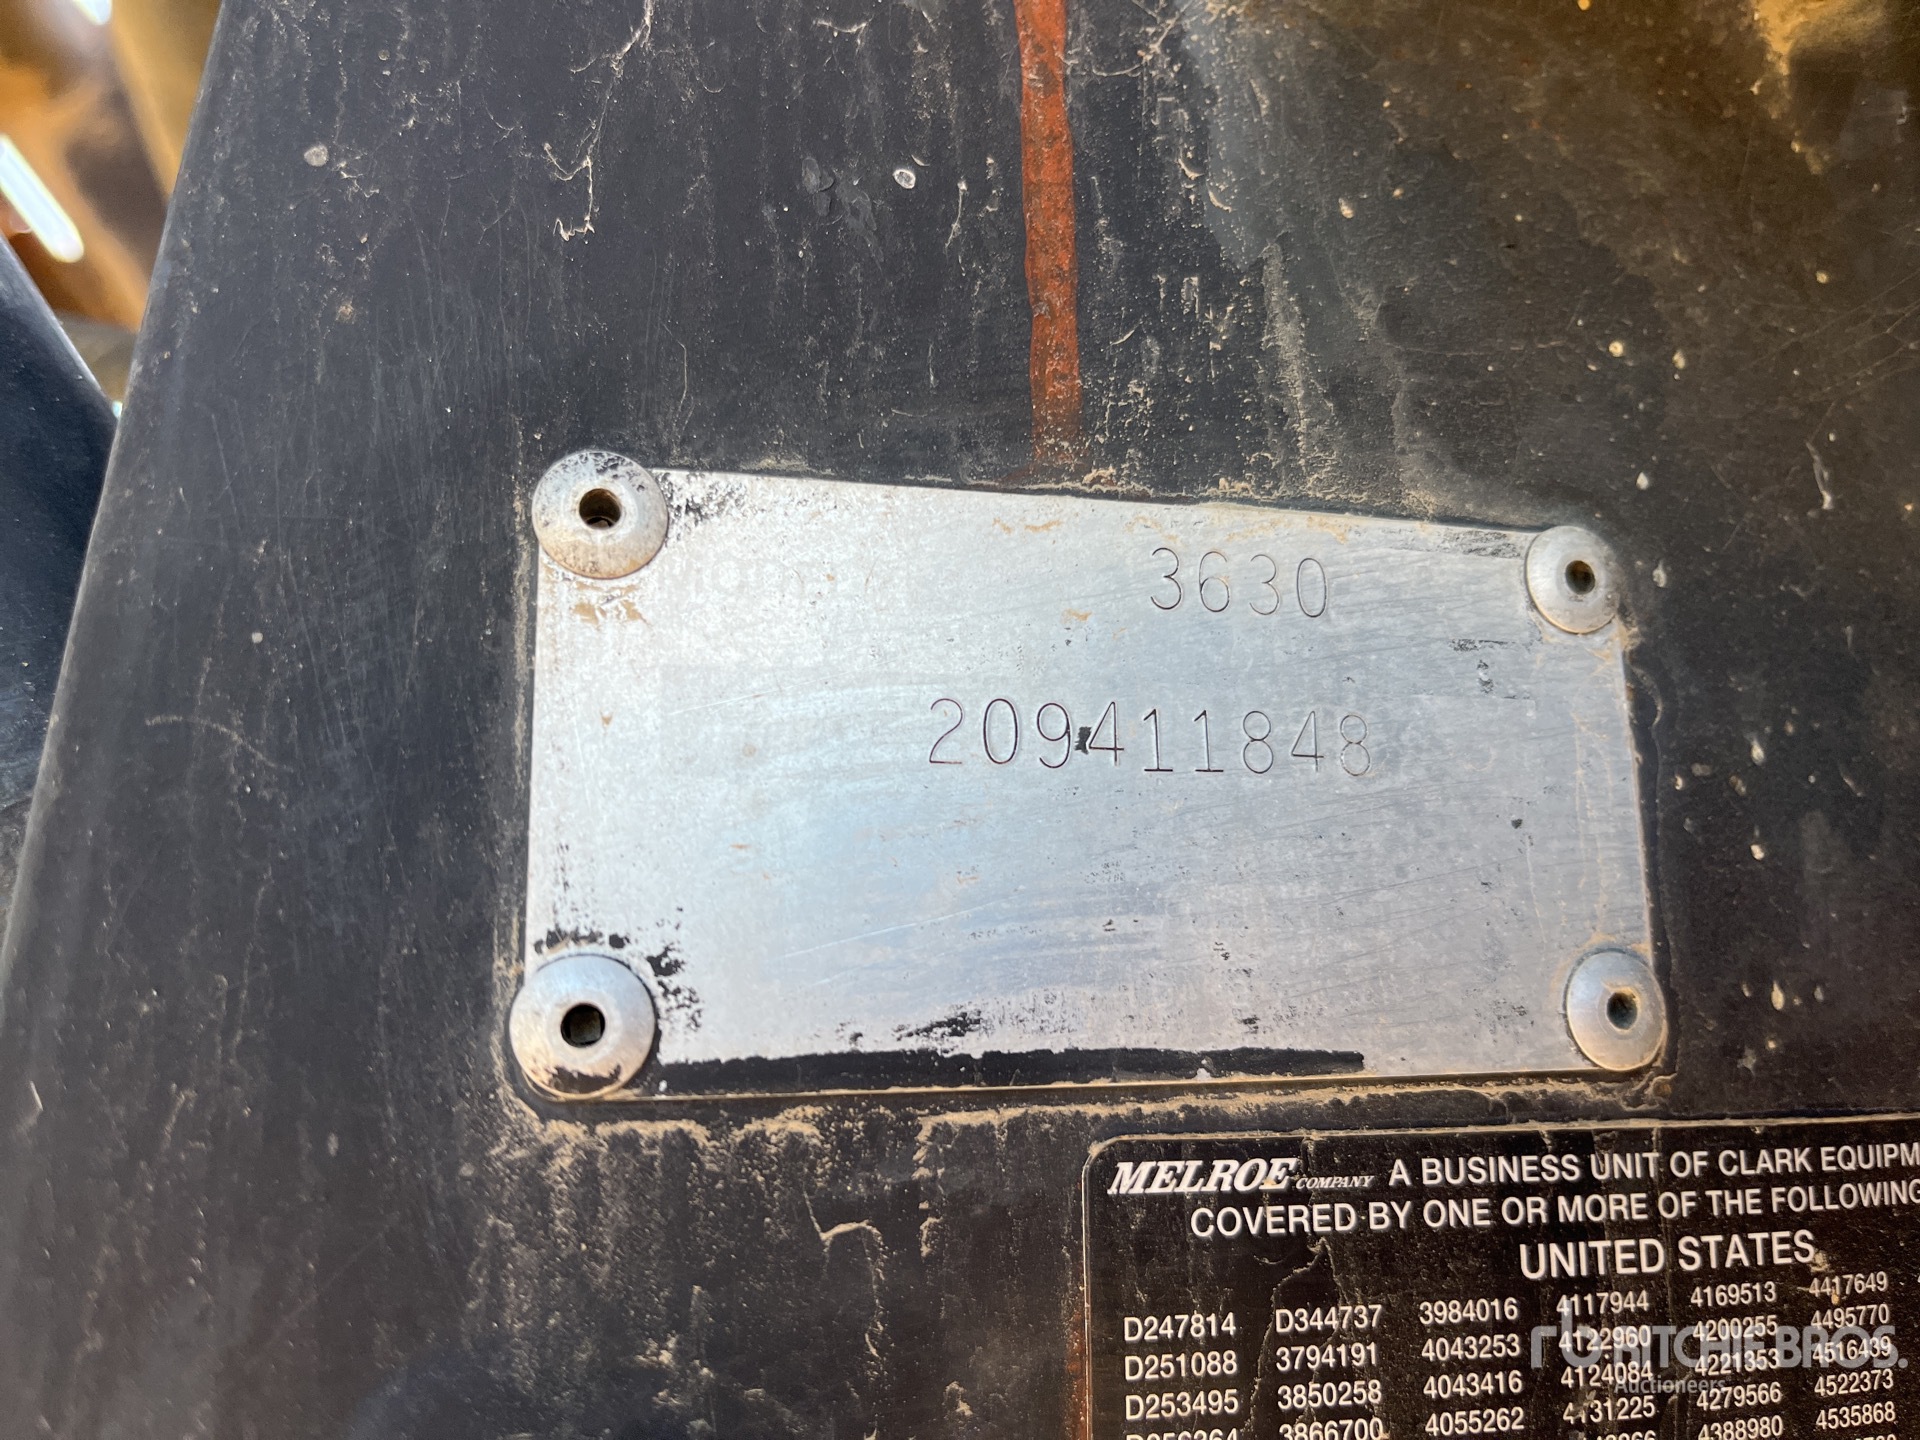 3630
209411848
MELROE COMPANY A BUSINESS UNIT OF CLARK
COVERED BY ONE OR MORE OF THE FOLLOWING
UNITED STATES
D247814 D344737 3984016 4117944 4169513 4417649
D251088 3794191 4043253 4122960 4200255 4495770
D253495 3850258 4043416 4124084 4221353 4516439
3866700 4055262 4131225 4279566 4522373
4388980 4535868
RITCHIE BROS.
Auctioneers